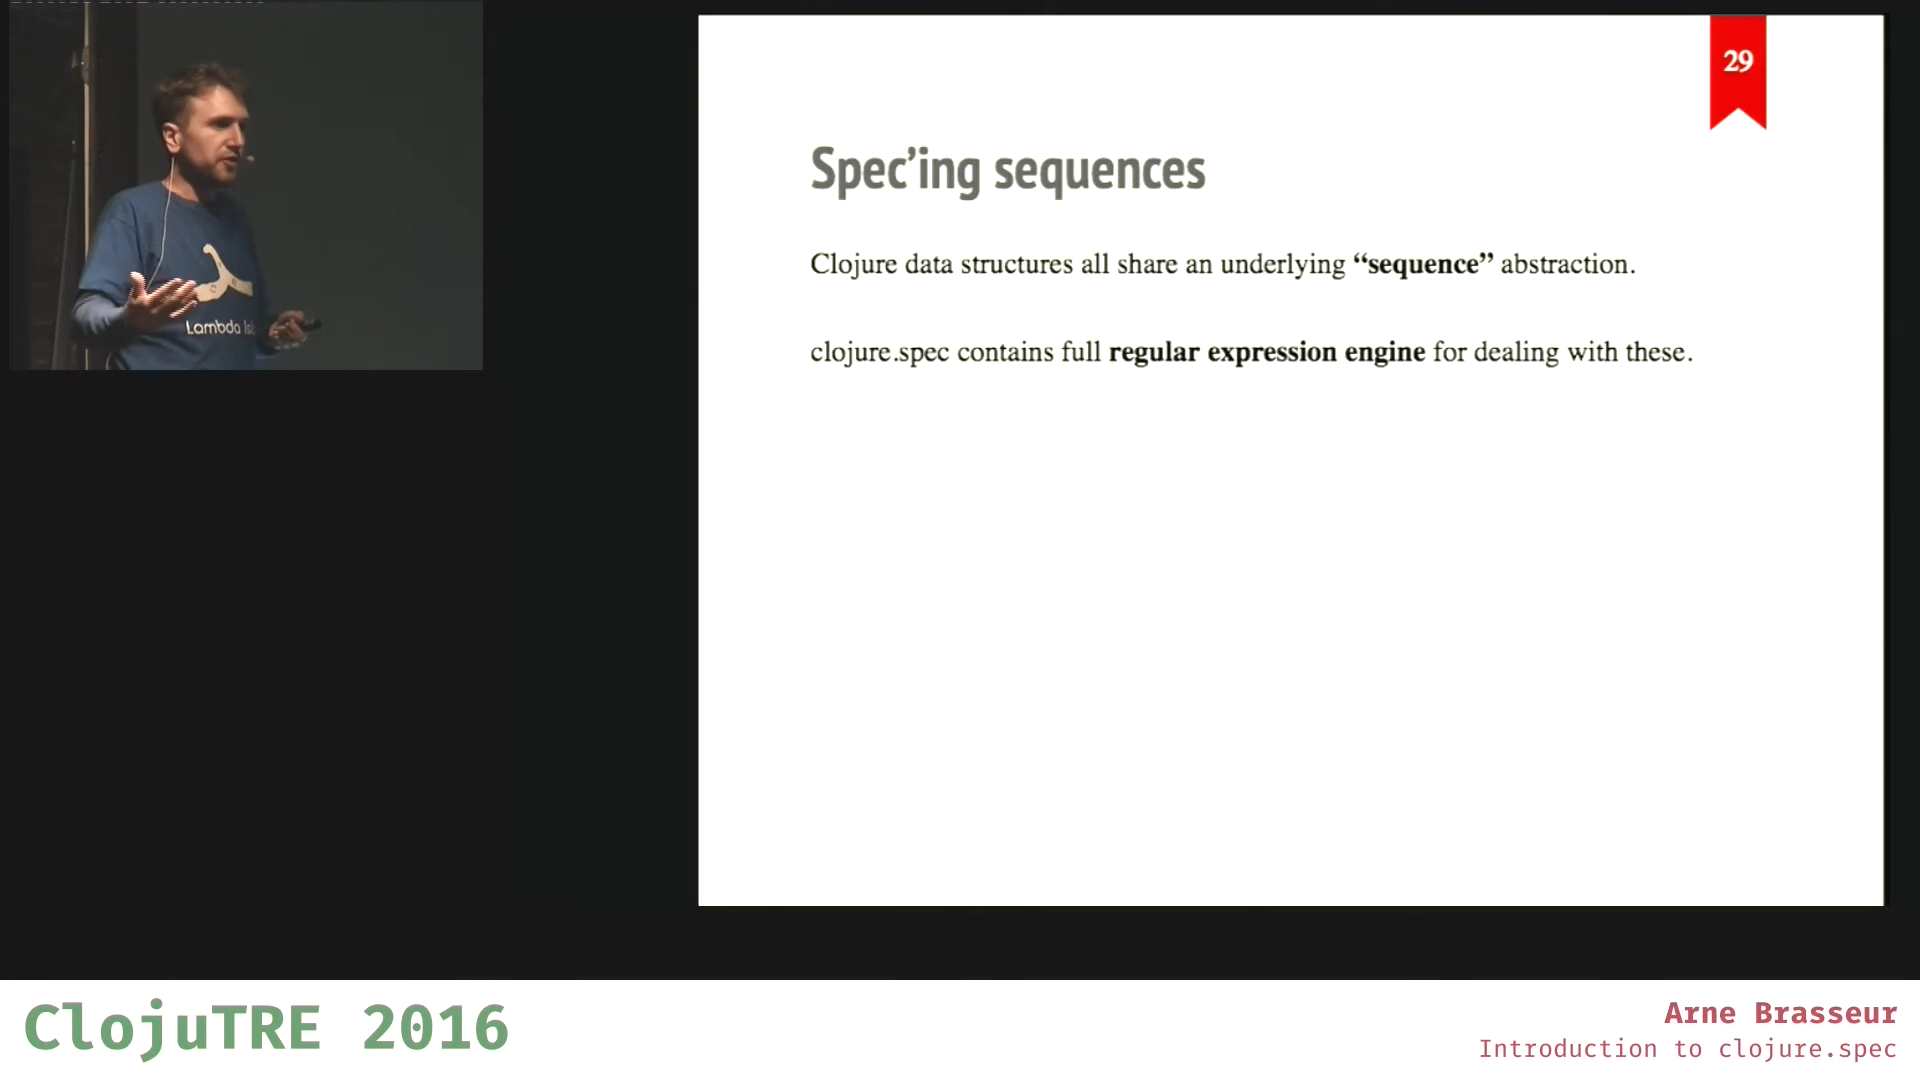 29
Spec’ing sequences
Clojure data structures all share an underlying “sequence” abstraction.
clojure.spec contains full regular expression engine for dealing with these.
Lambda
ClojuTRE 2016
Arne Brasseur
Introduction to clojure.spec